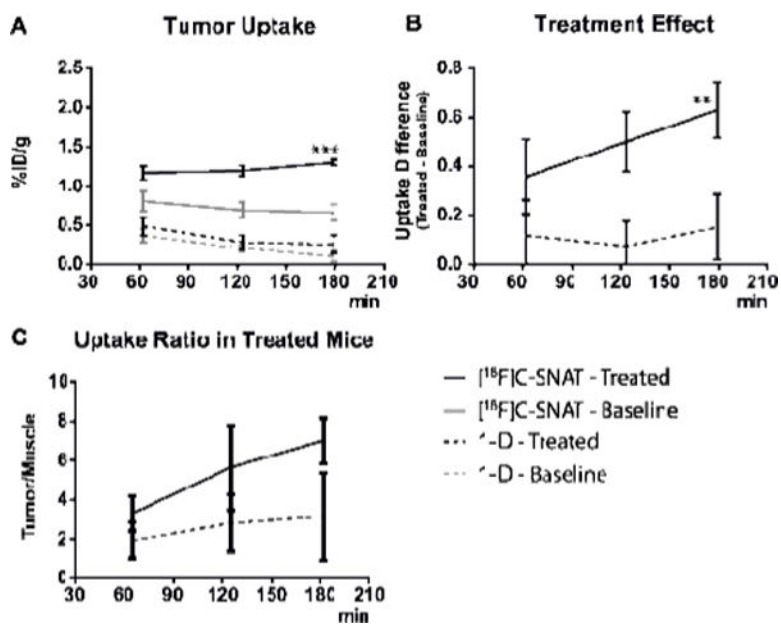 A Tumor Uptake
2.5
2.0
1.5
1.0
0.5
0.0
%ID/g
***
30 60 90 120 150 180 210
min
B Treatment Effect
0.8
0.6
0.4
0.2
0.0
Uptake Difference
(Treated - Baseline)
**
30 60 90 120 150 180 210
min
C Uptake Ratio in Treated Mice
10
8
6
4
2
0
Tumor/Muscle
30 60 90 120 150 180 210
min
[¹⁸F]C-SNAT - Treated
[¹⁸F]C-SNAT - Baseline
-D - Treated
-D - Baseline